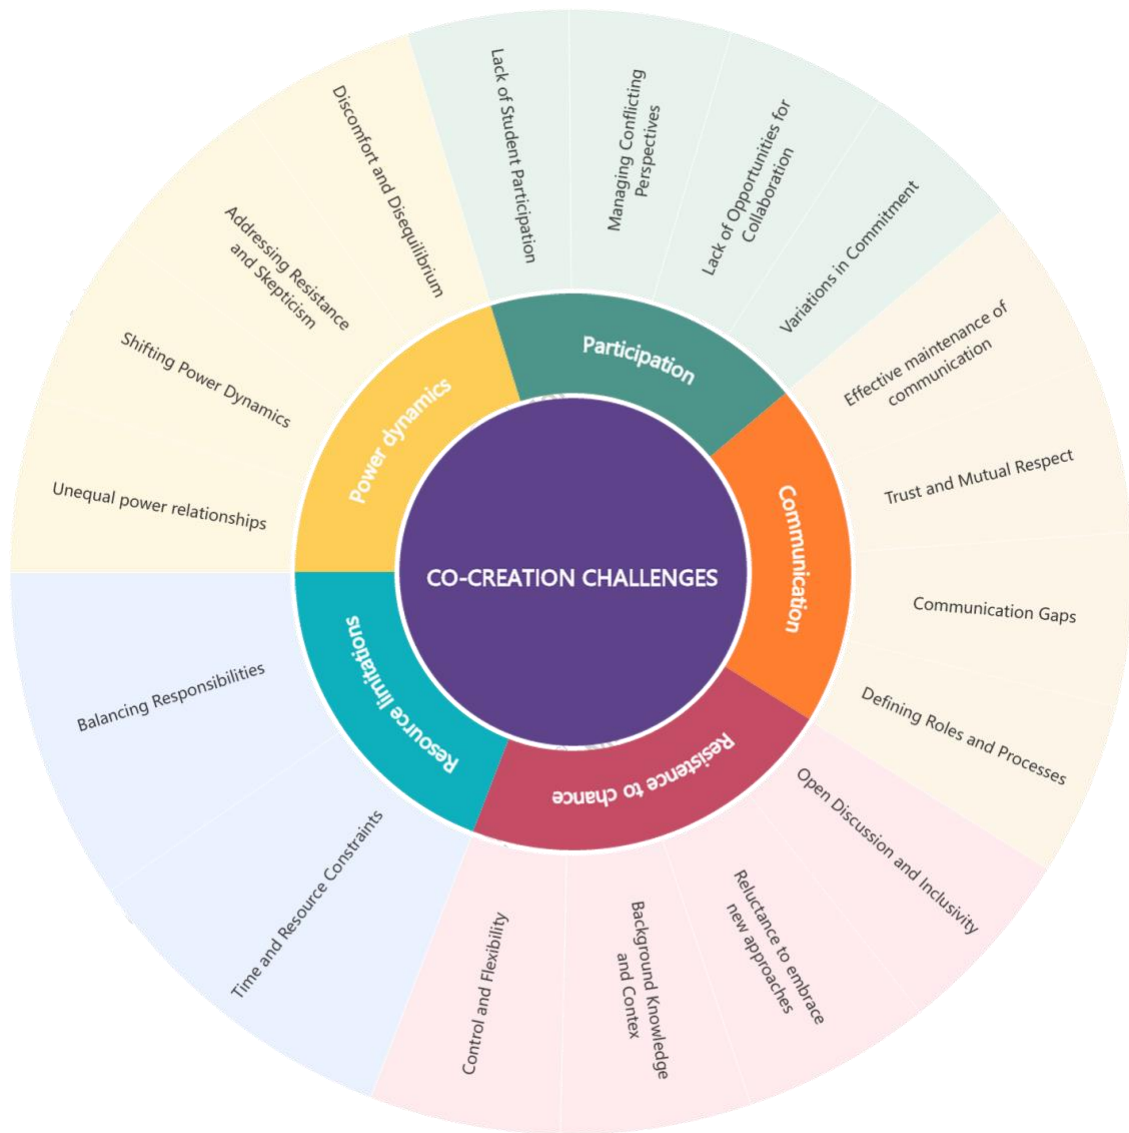 CO-CREATION CHALLENGES
Participation
Lack of Student Participation
Managing Conflicting
Perspectives
Lack of Opportunities for
Collaboration
Variations in Commitment
Communication
Effective maintenance of
communication
Trust and Mutual Respect
Communication Gaps
Defining Roles and Processes
Resistence to chance
Open Discussion and Inclusivity
Reluctance to embrace
new approaches
Background Knowledge
and Contex
Control and Flexibility
Resource limitations
Time and Resource Constraints
Balancing Responsibilities
Power dynamics
Unequal power relationships
Shifting Power Dynamics
Addressing Resistance
and Skepticism
Discomfort and Disequilibrium